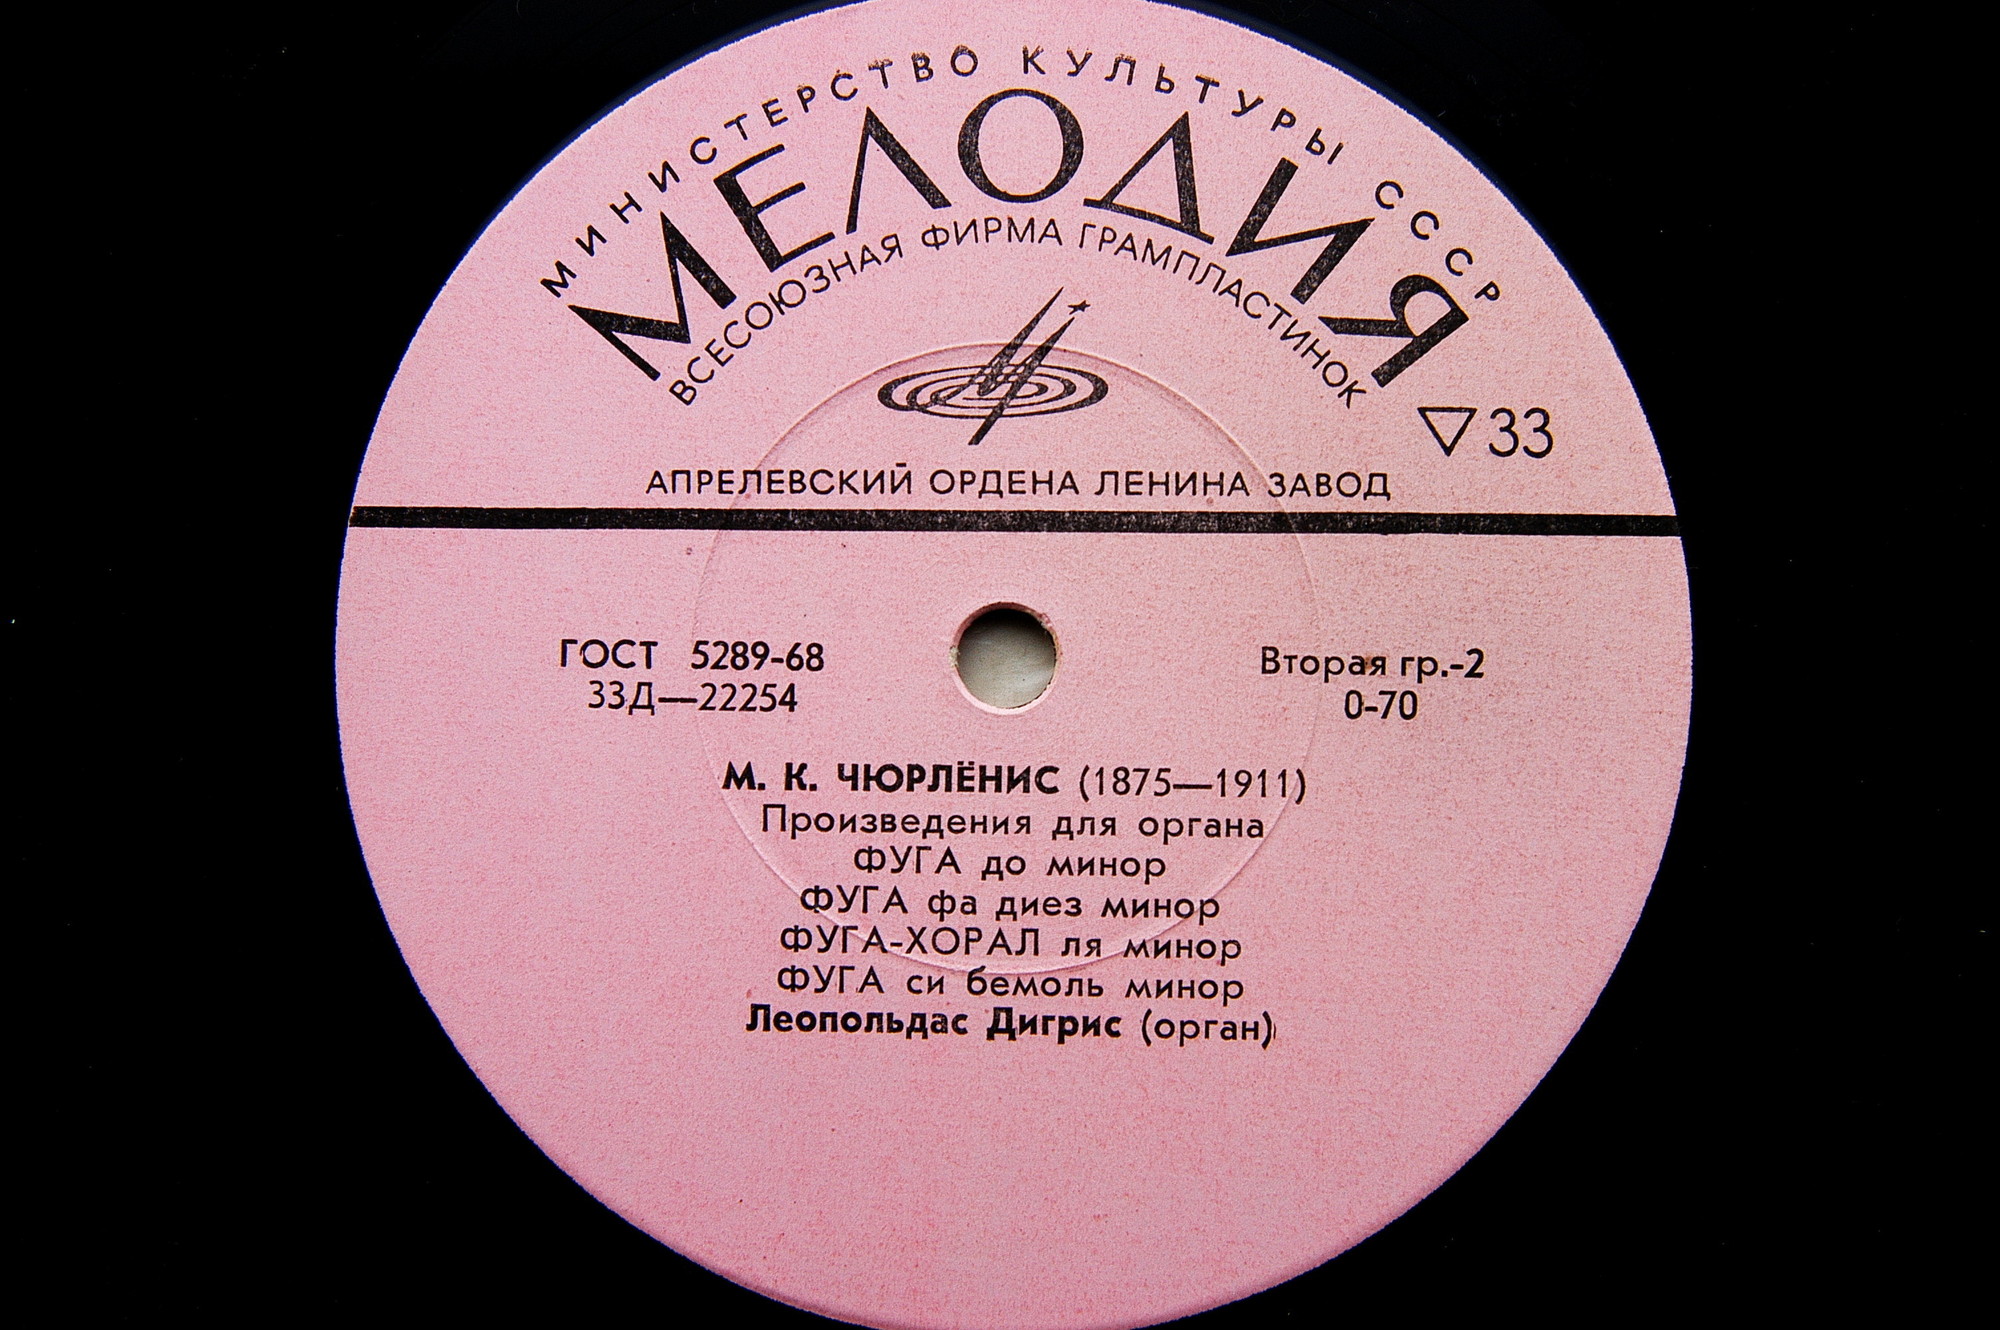 МИНИСТЕРСТВО КУЛЬТУРЫ СССР
МЕЛОДИЯ
ВСЕСОЮЗНАЯ ФИРМА ГРАМПЛАСТИНОК
▽33
АПРЕЛЕВСКИЙ ОРДЕНА ЛЕНИНА ЗАВОД
ГОСТ 5289-68
33Д—22254
Вторая гр.-2
0-70
М. К. ЧЮРЛЁНИС (1875—1911)
Произведения для органа
ФУГА до минор
ФУГА фа диез минор
ФУГА-ХОРАЛ ля минор
ФУГА си бемоль минор
Леопольдас Дигрис (орган)